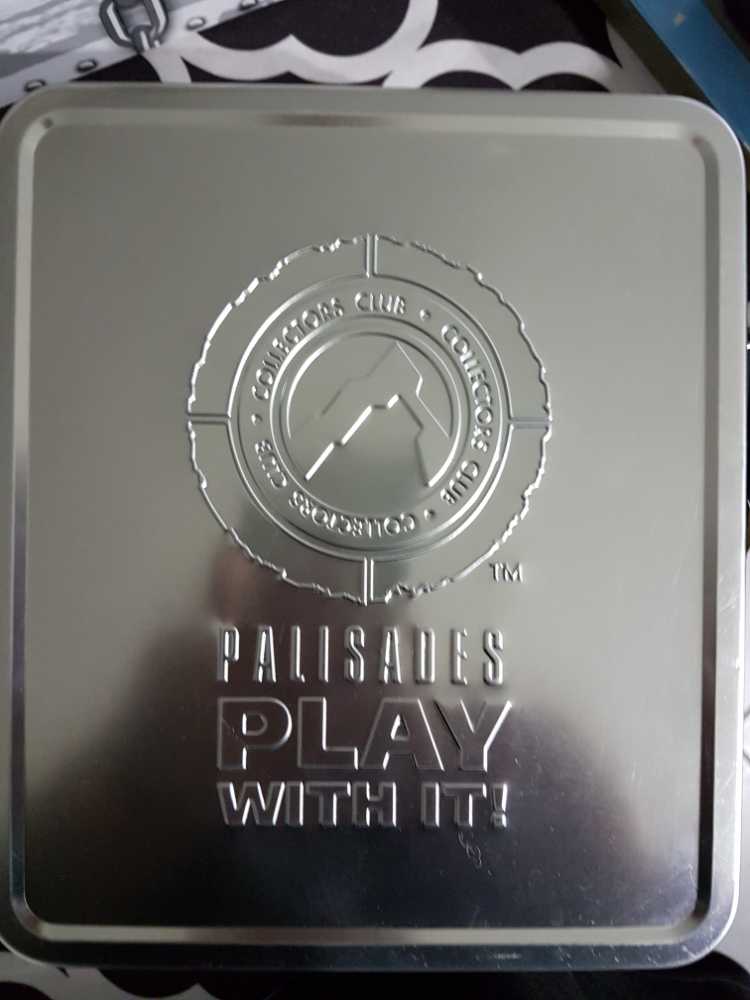 COLLECTORS CLUB • COLLECTORS CLUB • COLLECTORS CLUB •
TM
PALISADES
PLAY
WITH IT!